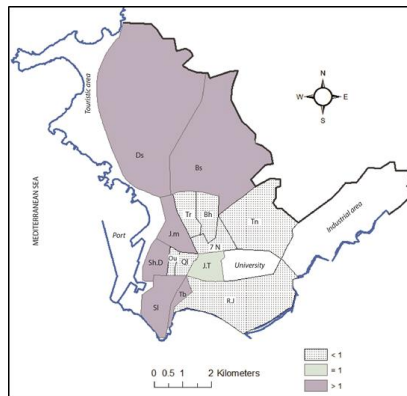 N
W E
S
Touristic area
MEDITERRANEAN SEA
Ds
Bs
Tr
Bh
Tn
Industrial area
J.m
7 N
Port
Sh.D
Ou
Ql
J.T
University
Sl
Tb
R.J
< 1
= 1
> 1
0 0.5 1 2 Kilometers